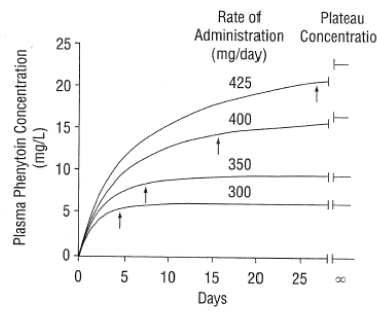 Rate of
Administration
(mg/day)
Plateau
Concentratio
Plasma Phenytoin Concentration
(mg/L)
25
20
15
10
5
0
425
400
350
300
0 5 10 15 20 25 ∞
Days